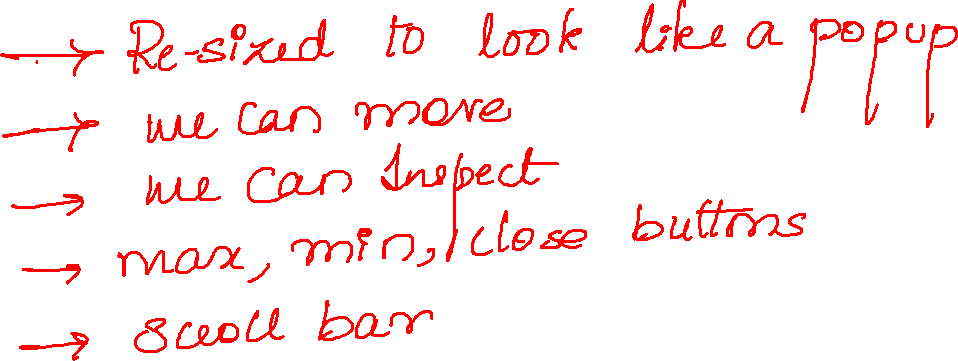 → Re-sized to look like a popup
→ we can move
→ we can Inspect
→ max, min, close buttons
→ scroll bar